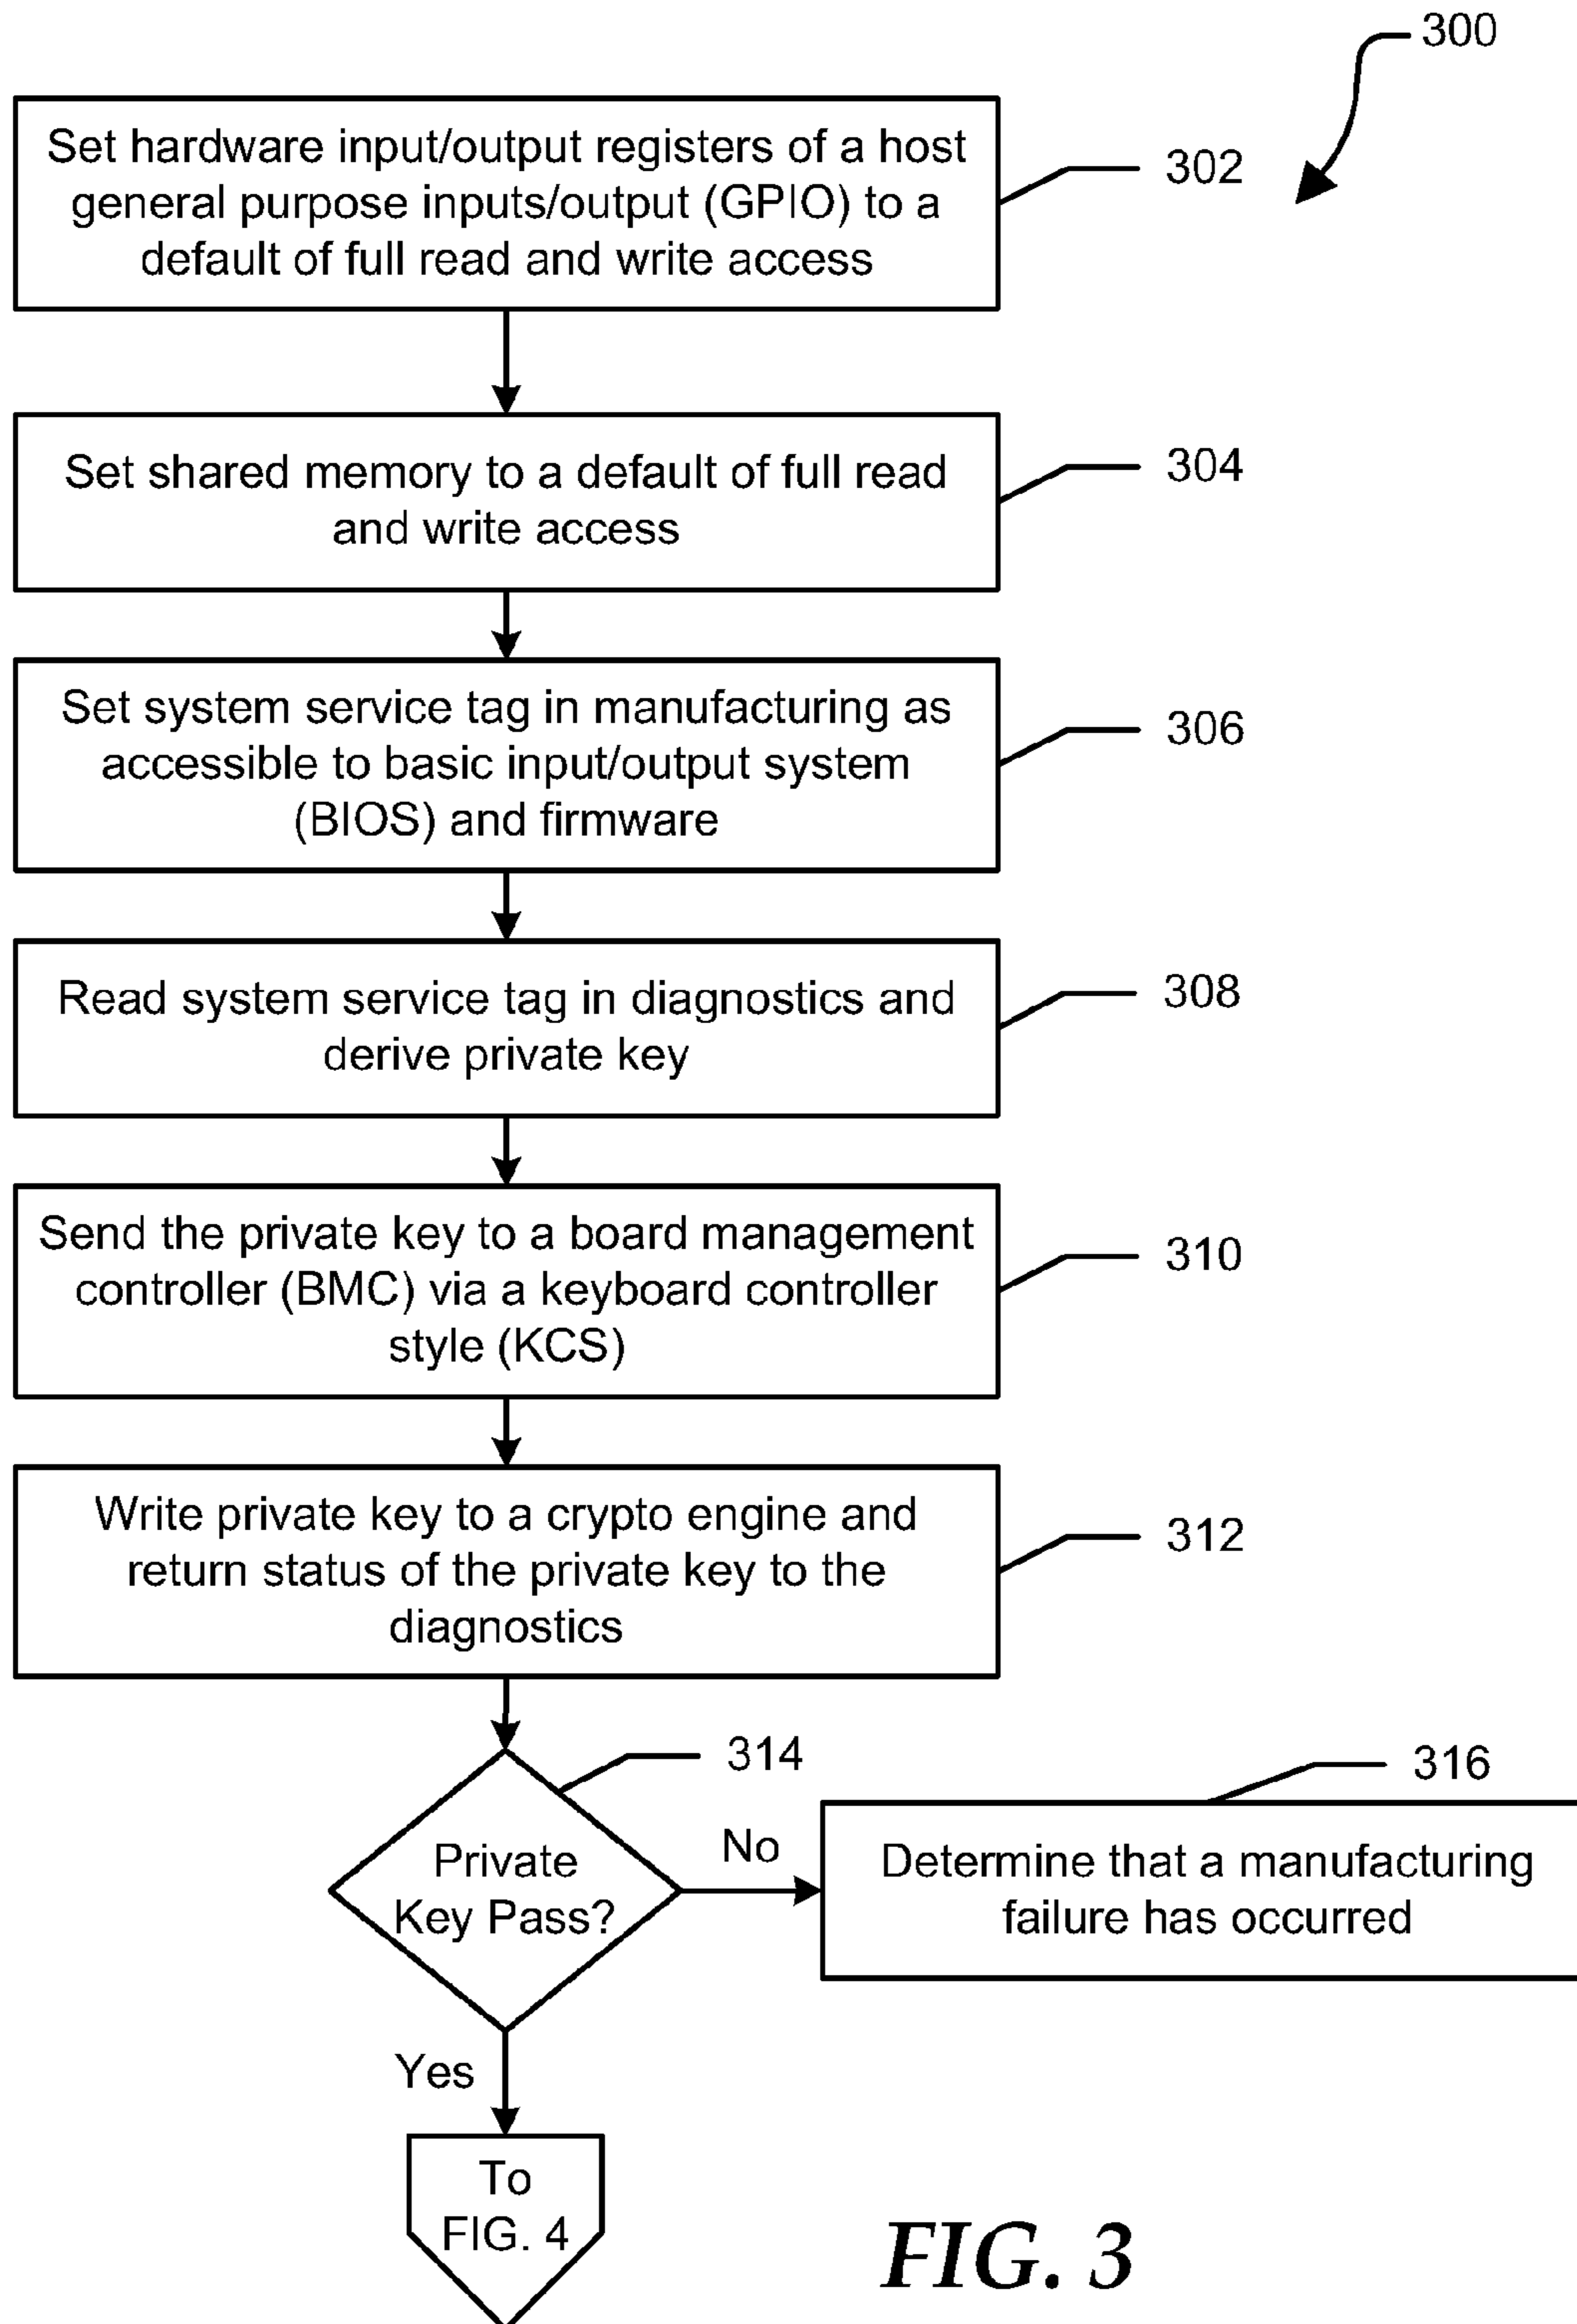 300
Set hardware input/output registers of a host
general purpose inputs/output (GPIO) to a
default of full read and write access
302
Set shared memory to a default of full read
and write access
304
Set system service tag in manufacturing as
accessible to basic input/output system
(BIOS) and firmware
306
Read system service tag in diagnostics and
derive private key
308
Send the private key to a board management
controller (BMC) via a keyboard controller
style (KCS)
310
Write private key to a crypto engine and
return status of the private key to the
diagnostics
312
314
Private
Key Pass?
No
316
Determine that a manufacturing
failure has occurred
Yes
To
FIG. 4
FIG. 3